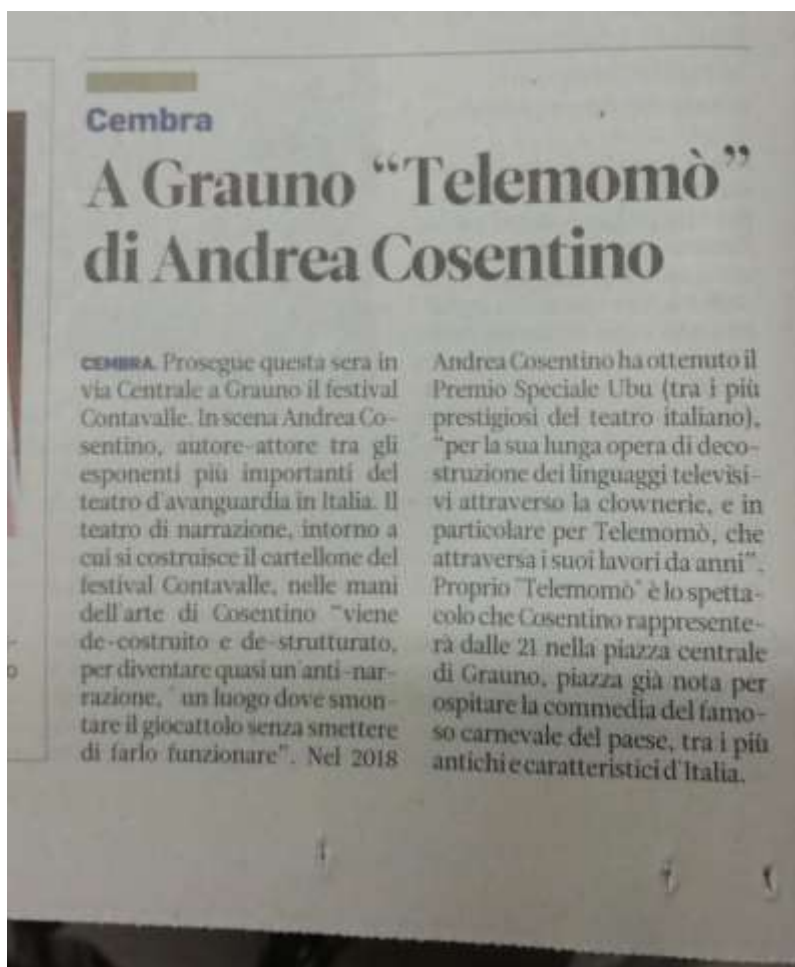 Cembra
A Grauno “Telemomò”
di Andrea Cosentino
CEMBRA. Prosegue questa sera in
via Centrale a Grauno il festival
Contavalle. In scena Andrea Co-
sentino, autore-attore tra gli
esponenti più importanti del
teatro d'avanguardia in Italia. Il
teatro di narrazione, intorno a
cui si costruisce il cartellone del
festival Contavalle, nelle mani
dell'arte di Cosentino “viene
de-costruito e de-strutturato,
per diventare quasi un'anti-nar-
razione, ' un luogo dove smon-
tare il giocattolo senza smettere
di farlo funzionare”. Nel 2018
Andrea Cosentino ha ottenuto il
Premio Speciale Ubu (tra i più
prestigiosi del teatro italiano),
“per la sua lunga opera di deco-
struzione dei linguaggi televisi-
vi attraverso la clownerie, e in
particolare per Telemomò, che
attraversa i suoi lavori da anni”.
Proprio "Telemomò" è lo spetta-
colo che Cosentino rappresente-
rà dalle 21 nella piazza centrale
di Grauno, piazza già nota per
ospitare la commedia del famo-
so carnevale del paese, tra i più
antichi e caratteristici d'Italia.